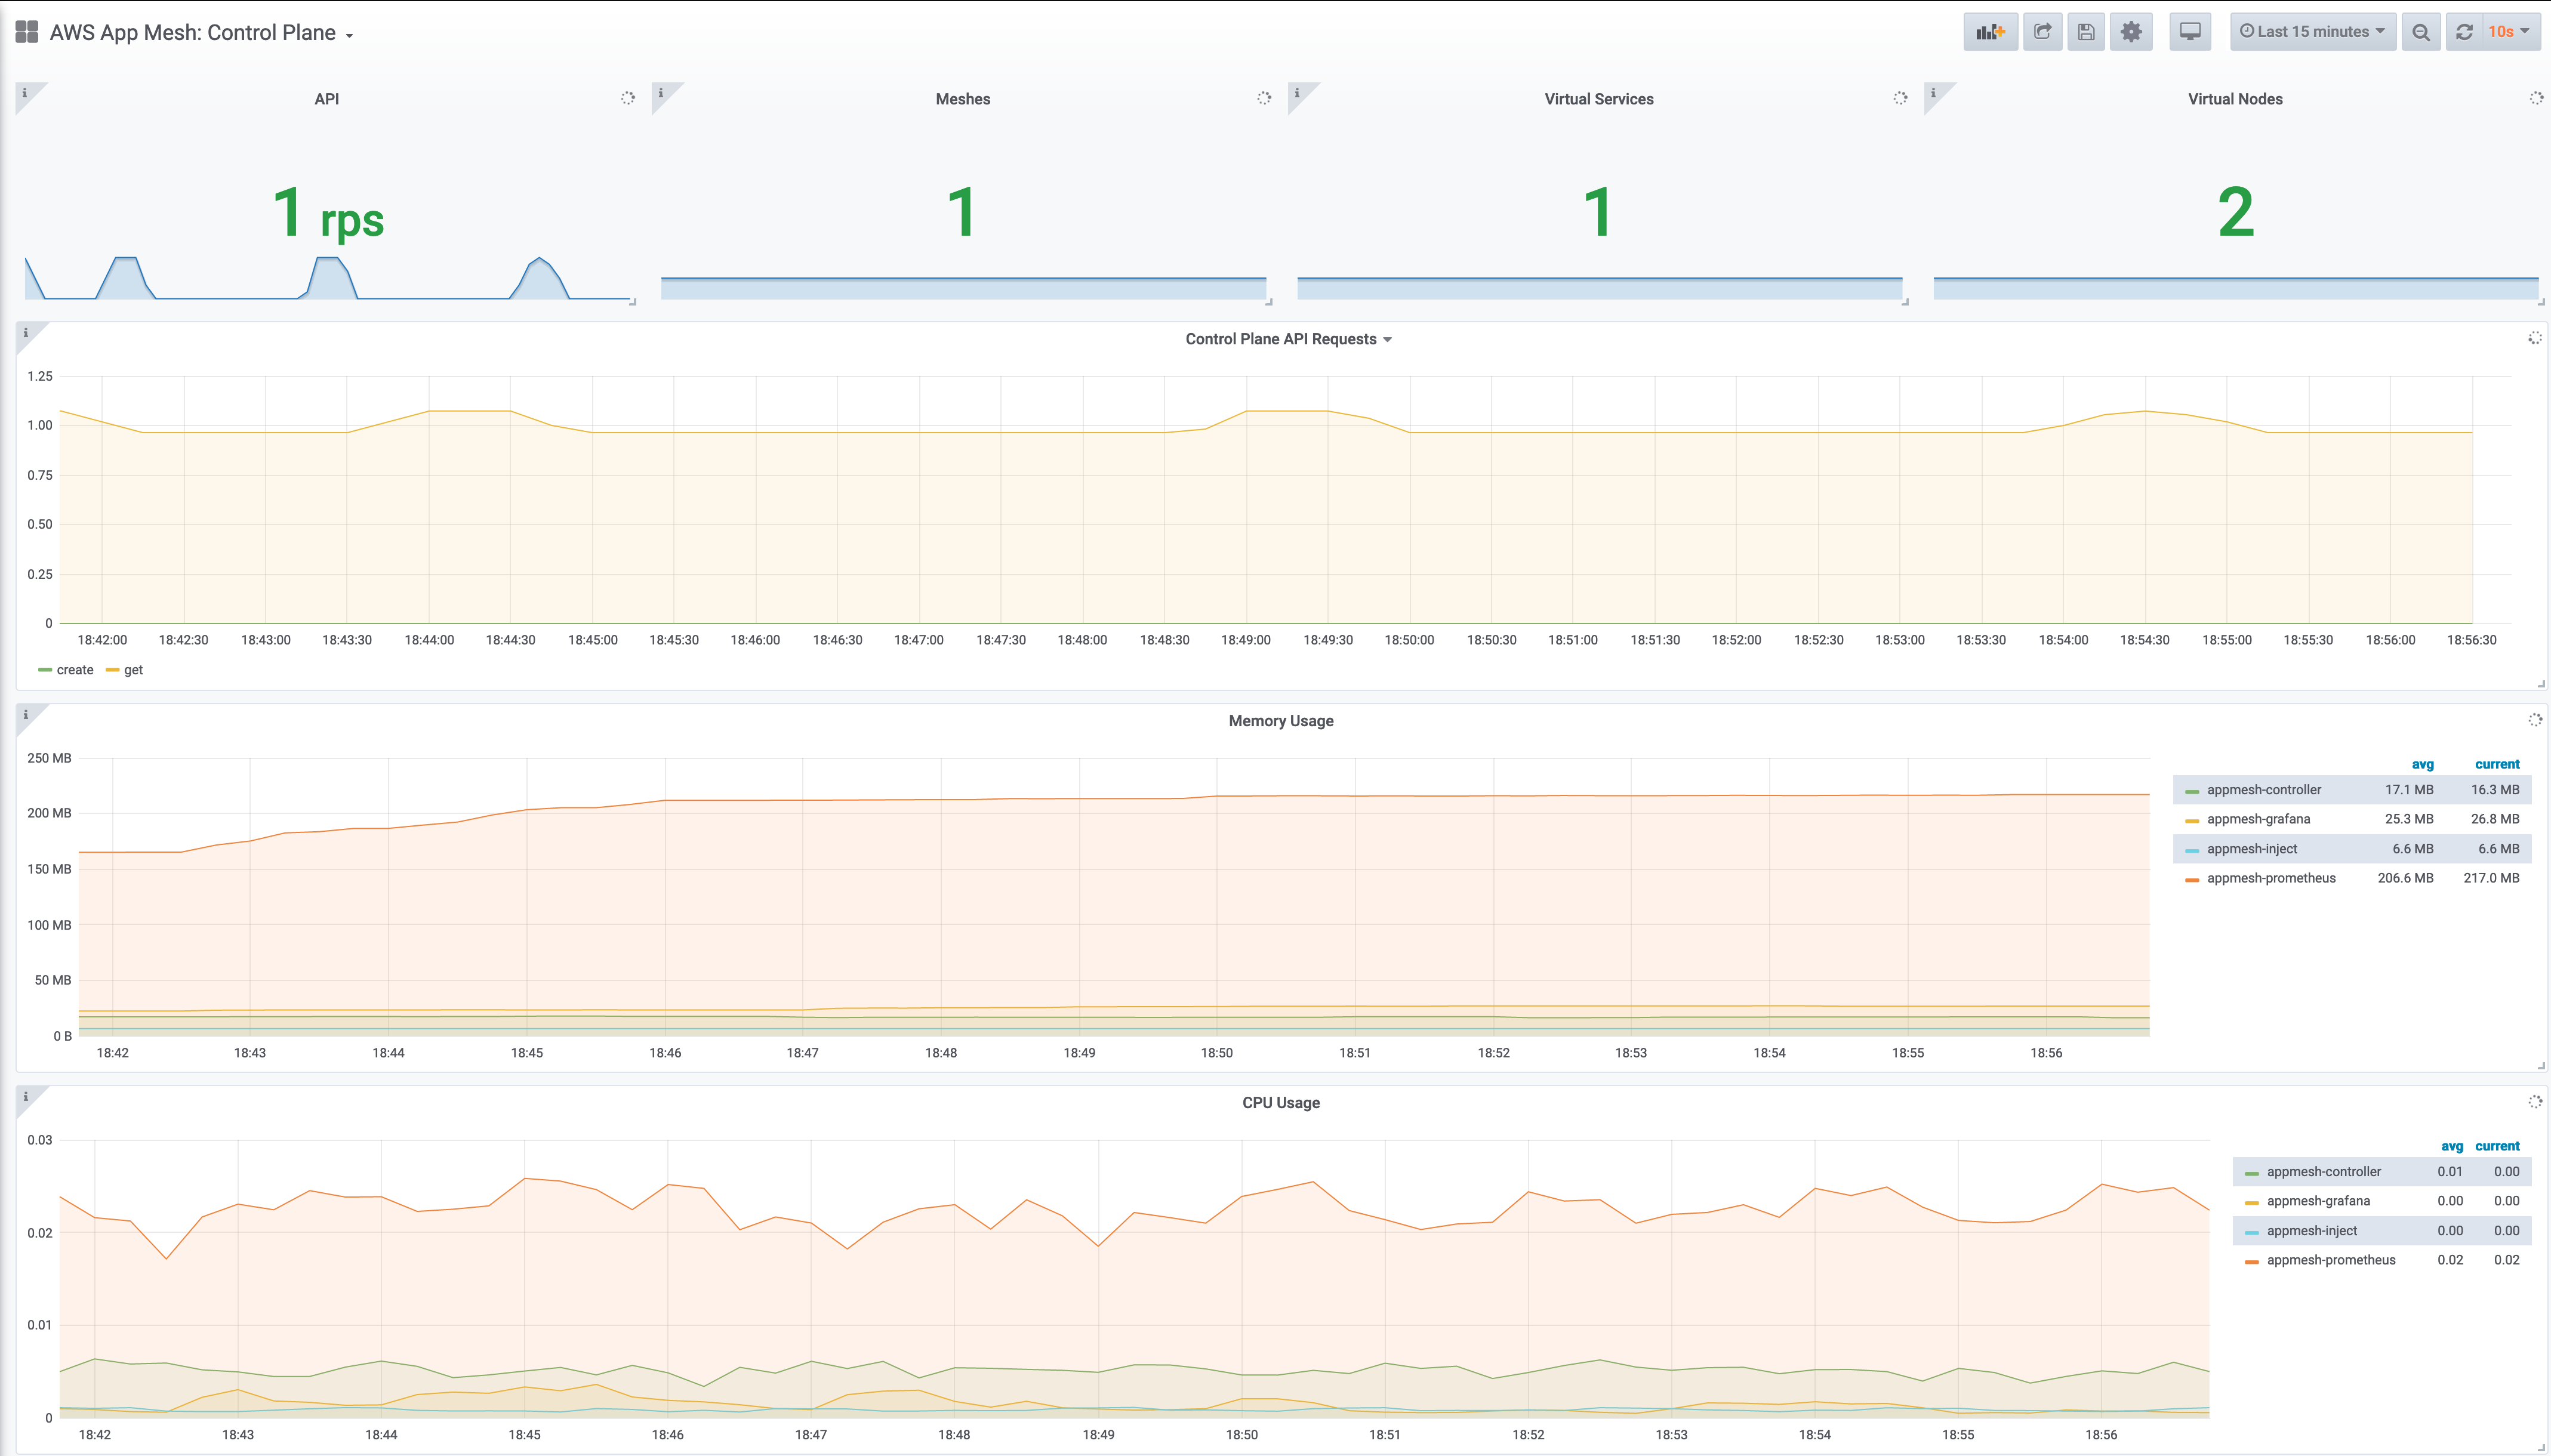 AWS App Mesh: Control Plane
Last 15 minutes
10s
API
Meshes
Virtual Services
Virtual Nodes
1 rps
1
1
2
Control Plane API Requests
1.25
1.00
0.75
0.50
0.25
0
18:42:00 18:42:30 18:43:00 18:43:30 18:44:00 18:44:30 18:45:00 18:45:30 18:46:00 18:46:30 18:47:00 18:47:30 18:48:00 18:48:30 18:49:00 18:49:30 18:50:00 18:50:30 18:51:00 18:51:30 18:52:00 18:52:30 18:53:00 18:53:30 18:54:00 18:54:30 18:55:00 18:55:30 18:56:00 18:56:30
create get
Memory Usage
250 MB
200 MB
150 MB
100 MB
50 MB
0 B
18:42 18:43 18:44 18:45 18:46 18:47 18:48 18:49 18:50 18:51 18:52 18:53 18:54 18:55 18:56
avg current
appmesh-controller 17.1 MB 16.3 MB
appmesh-grafana 25.3 MB 26.8 MB
appmesh-inject 6.6 MB 6.6 MB
appmesh-prometheus 206.6 MB 217.0 MB
CPU Usage
0.03
0.02
0.01
0
18:42 18:43 18:44 18:45 18:46 18:47 18:48 18:49 18:50 18:51 18:52 18:53 18:54 18:55 18:56
avg current
appmesh-controller 0.01 0.00
appmesh-grafana 0.00 0.00
appmesh-inject 0.00 0.00
appmesh-prometheus 0.02 0.02